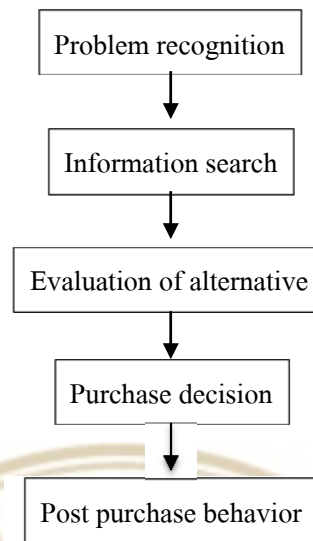 Problem recognition
Information search
Evaluation of alternative
Purchase decision
Post purchase behavior